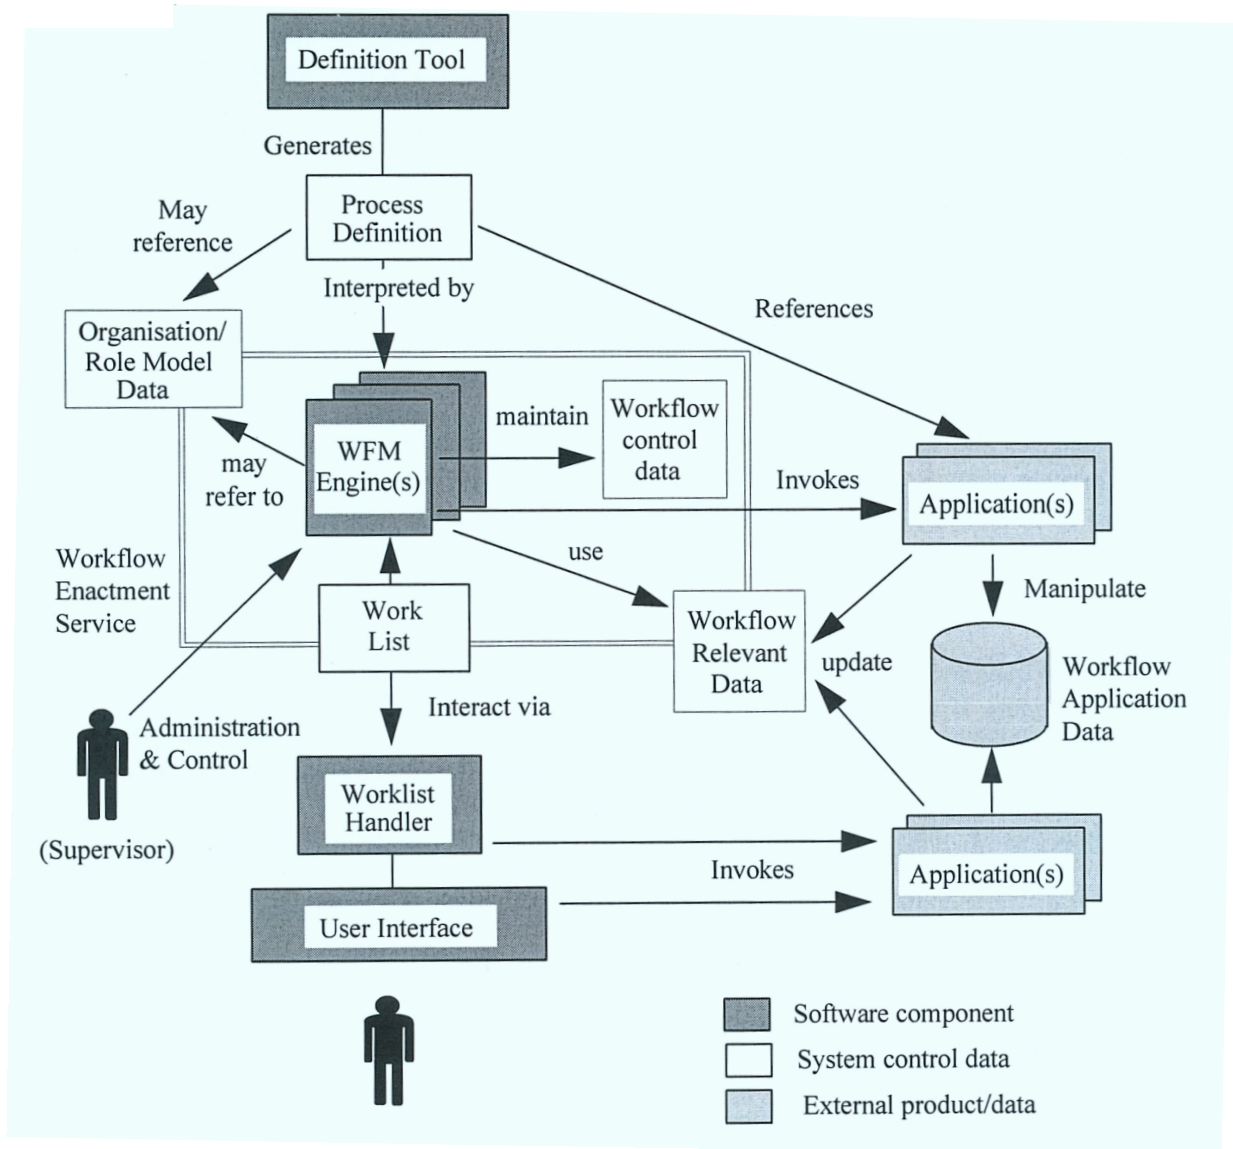 Definition Tool
Generates
Process
Definition
May
reference
Interpreted by
References
Organisation/
Role Model
Data
WFM
Engine(s)
maintain
Workflow
control
data
may
refer to
Invokes
Application(s)
use
Workflow
Enactment
Service
Work
List
Workflow
Relevant
Data
Manipulate
update
Workflow
Application
Data
Interact via
Administration
& Control
(Supervisor)
Worklist
Handler
Invokes
Application(s)
User Interface
Software component
System control data
External product/data